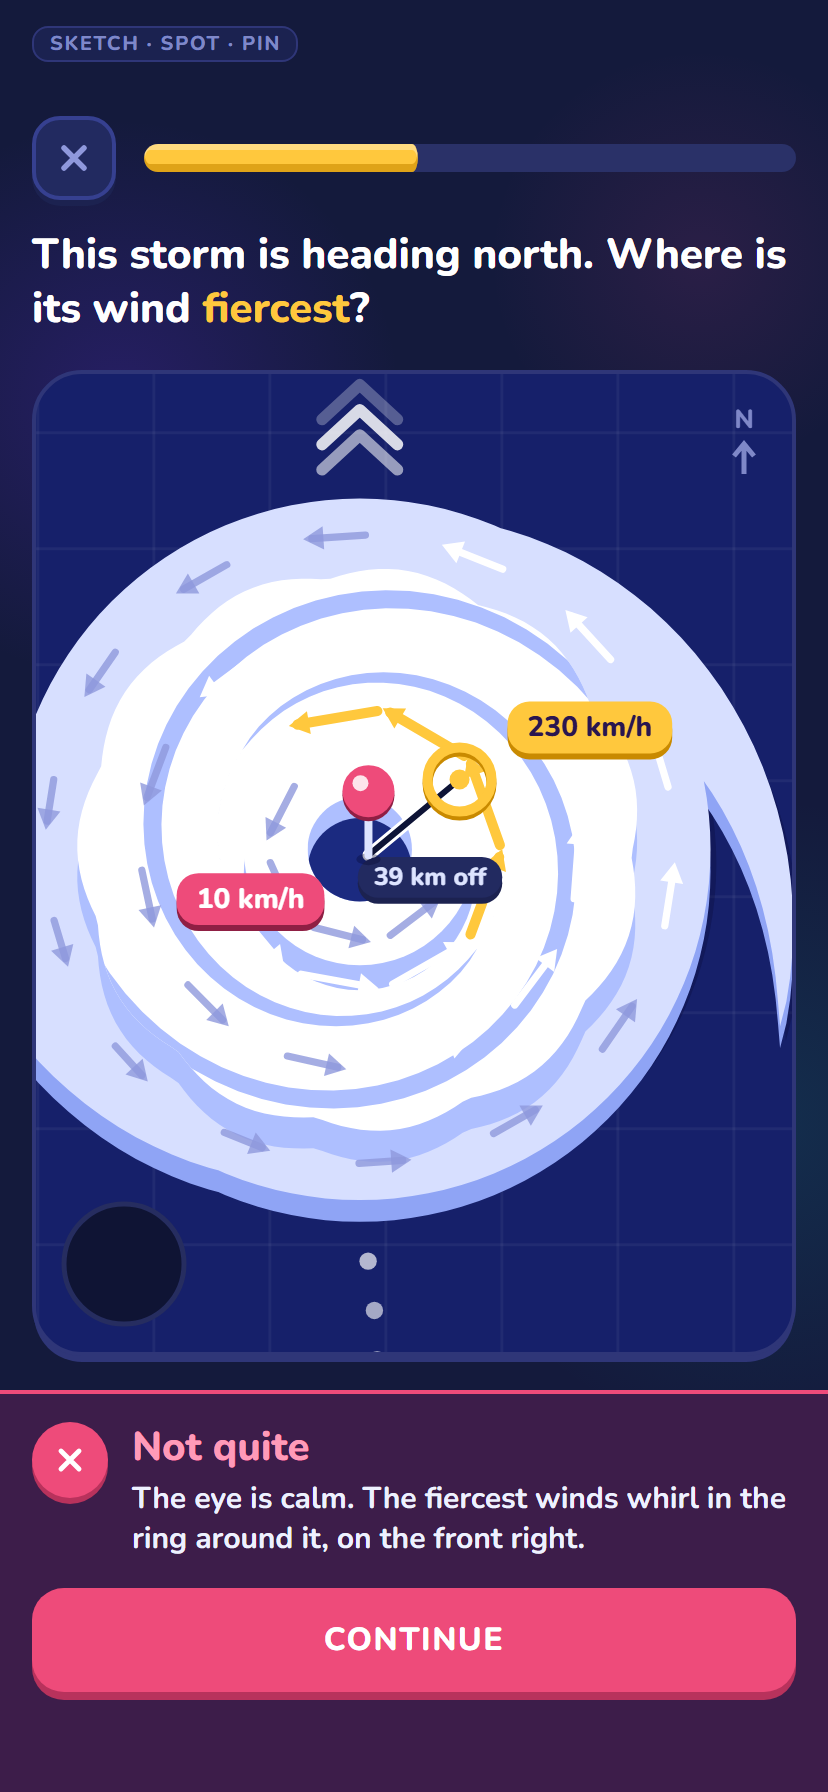 SKETCH · SPOT · PIN
This storm is heading north. Where is
its wind fiercest?
N
230 km/h
39 km off
10 km/h
Not quite
The eye is calm. The fiercest winds whirl in the
ring around it, on the front right.
CONTINUE